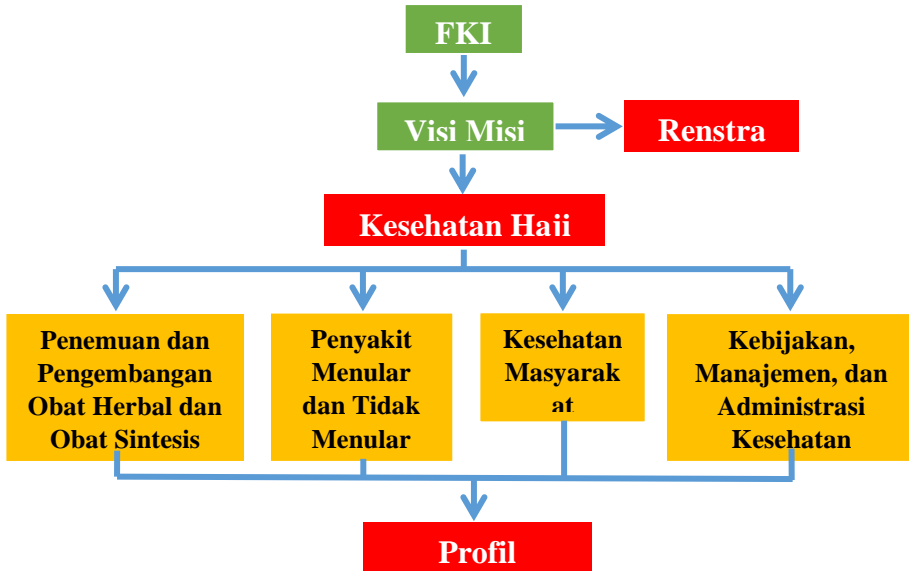 FKI
Visi Misi
Renstra
Kesehatan Haji
Penemuan dan
Pengembangan
Obat Herbal dan
Obat Sintesis
Penyakit
Menular
dan Tidak
Menular
Kesehatan
Masyarak
at
Kebijakan,
Manajemen, dan
Administrasi
Kesehatan
Profil